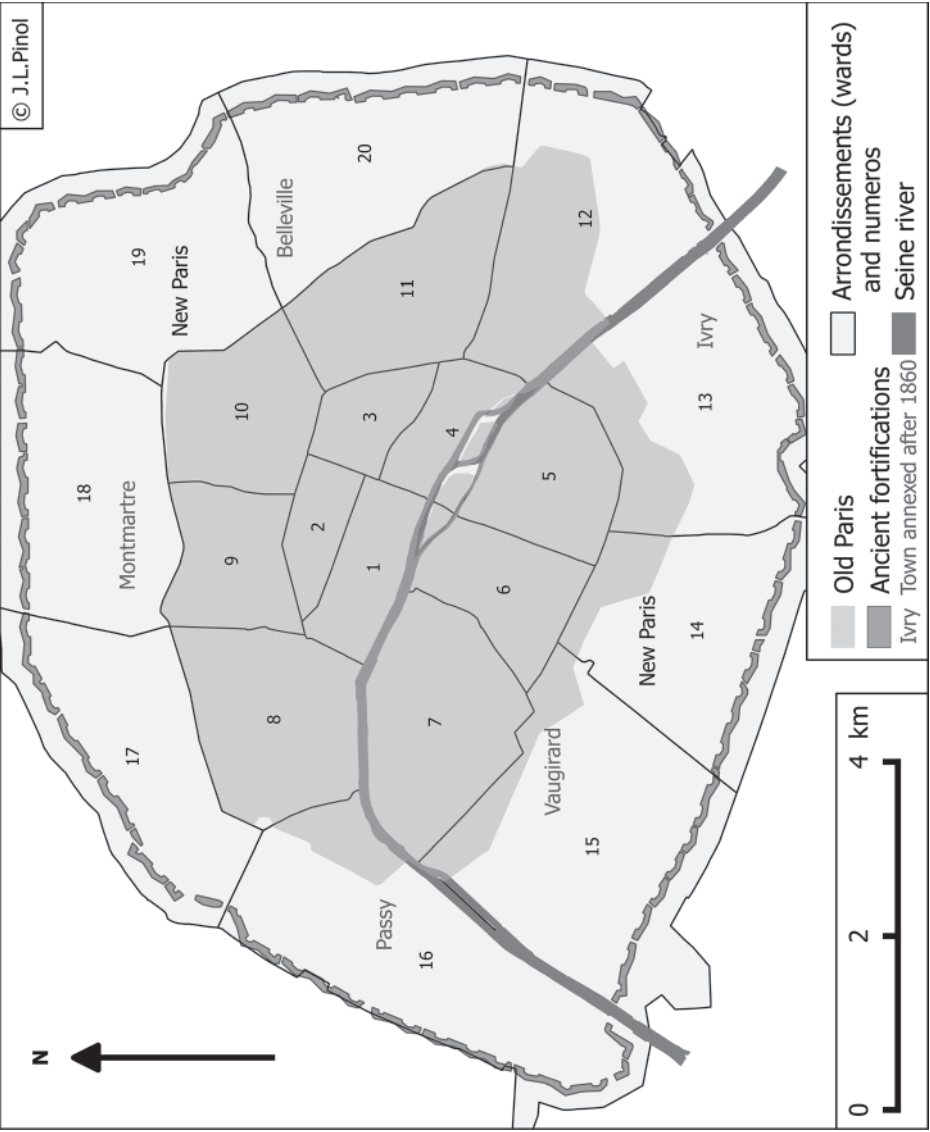 © J.L.Pinol
N
18
Montmartre
19
New Paris
17
Belleville
20
10
9
8
2
3
11
1
4
12
7
6
5
Passy
16
Vaugirard
15
New Paris
14
13
Ivry
0 2 4 km
Old Paris
Ancient fortifications
Ivry Town annexed after 1860
Arrondissements (wards)
and numeros
Seine river